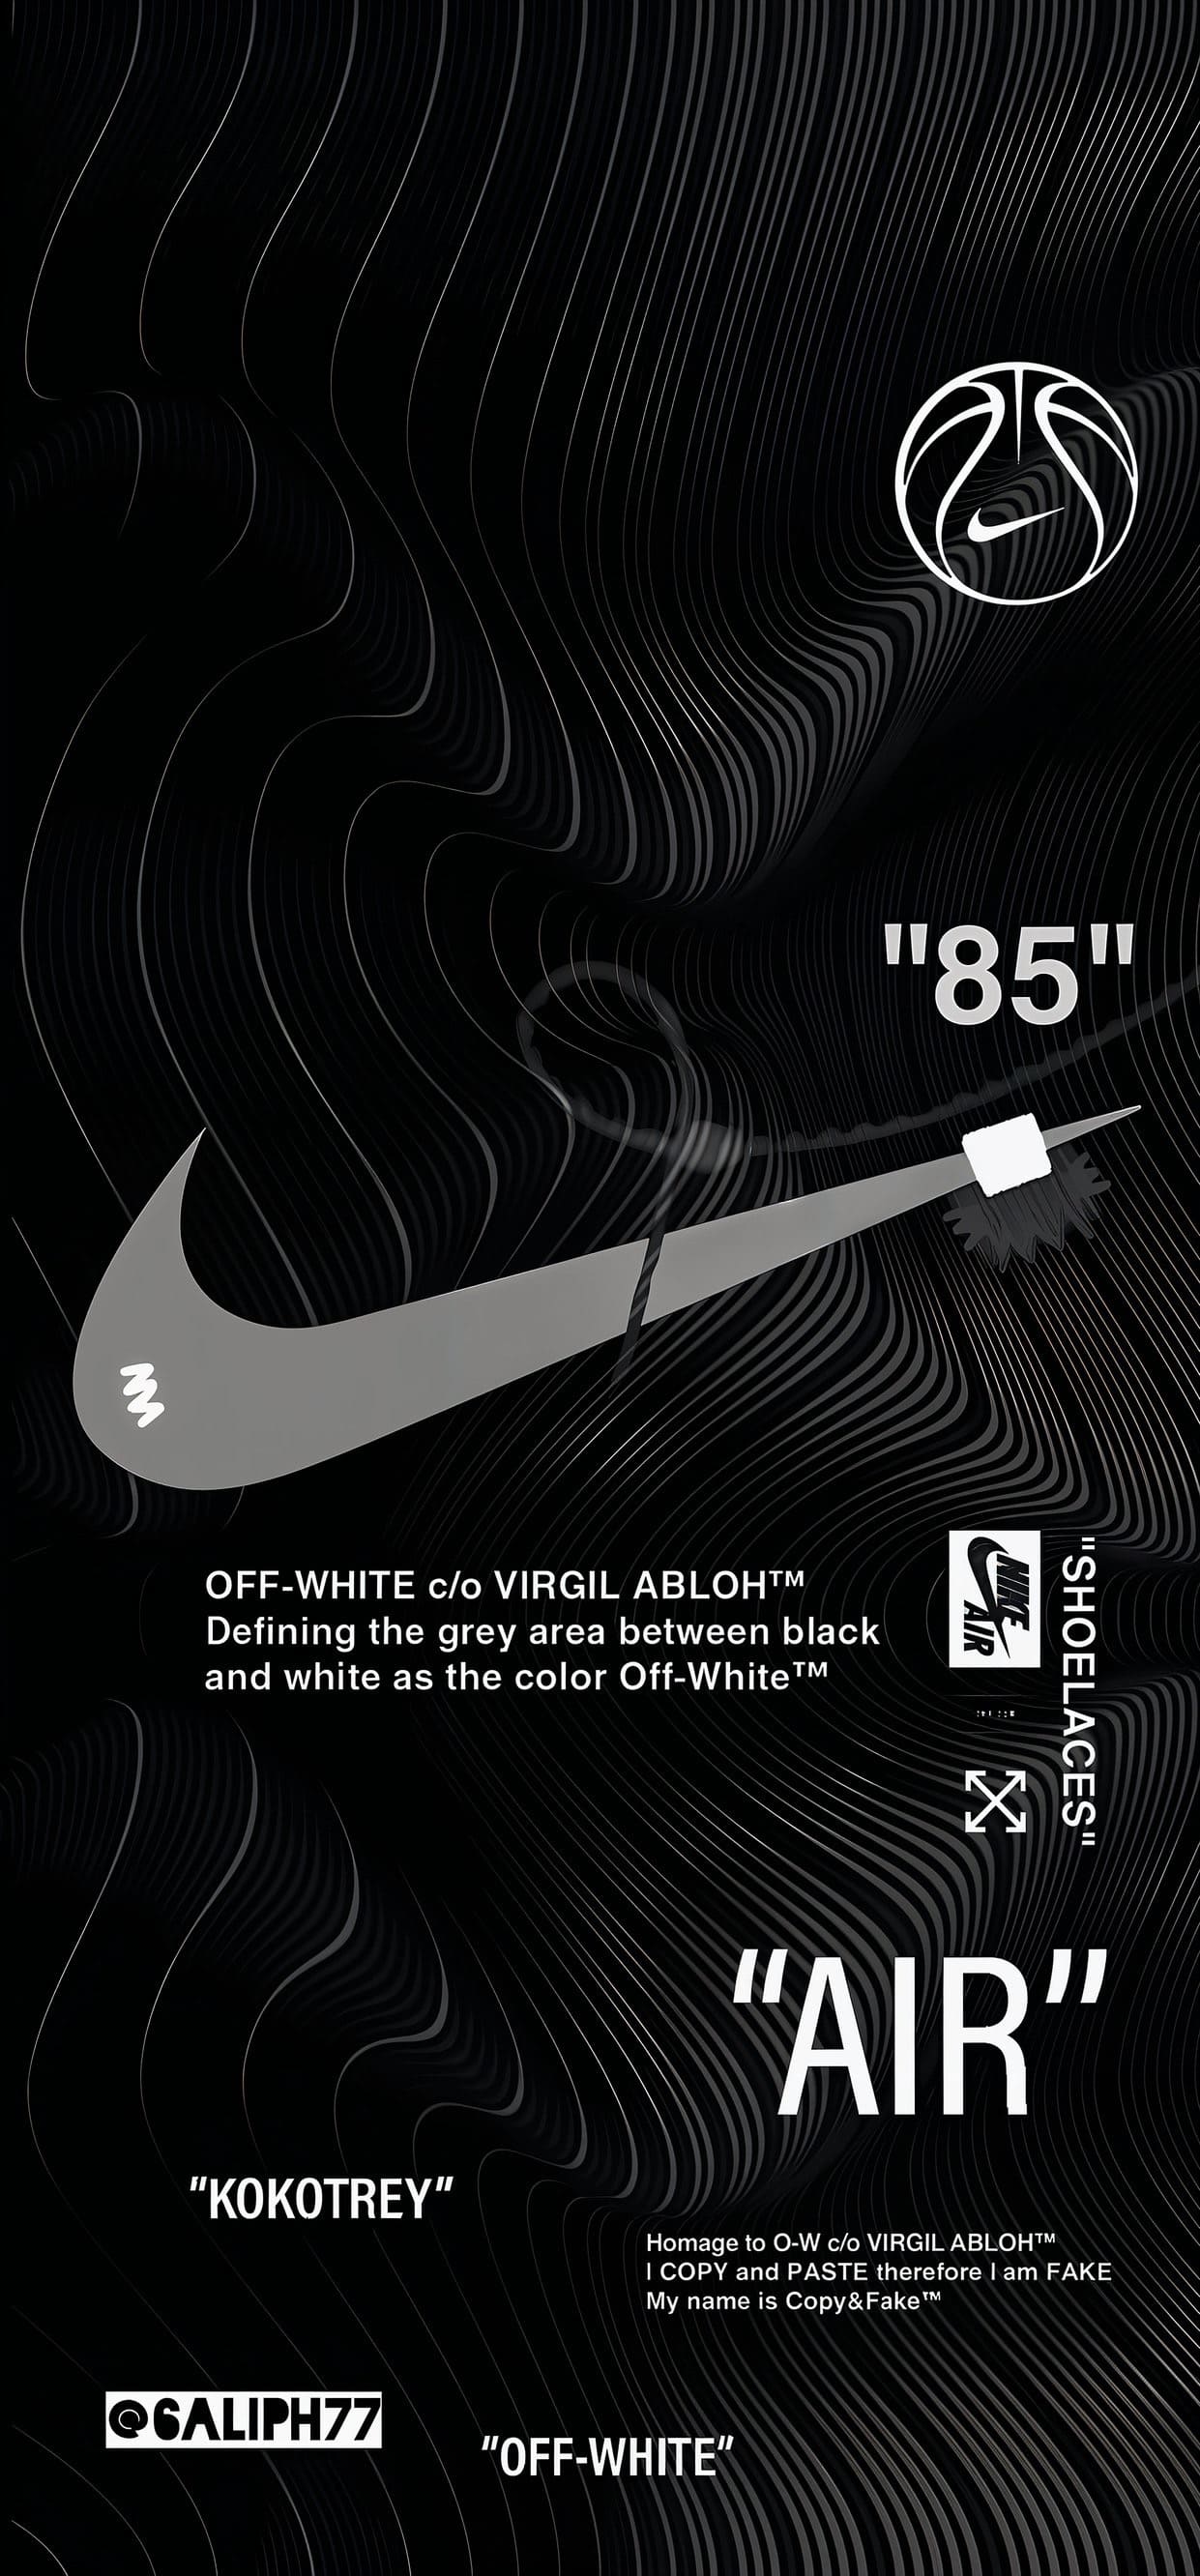 "85"
OFF-WHITE c/o VIRGIL ABLOH™
Defining the grey area between black
and white as the color Off-White™
NIKE
AIR
"SHOELACES"
“AIR”
"KOKOTREY"
Homage to O-W c/o VIRGIL ABLOH™
I COPY and PASTE therefore I am FAKE
My name is Copy&Fake™
@6ALIPH77
"OFF-WHITE"